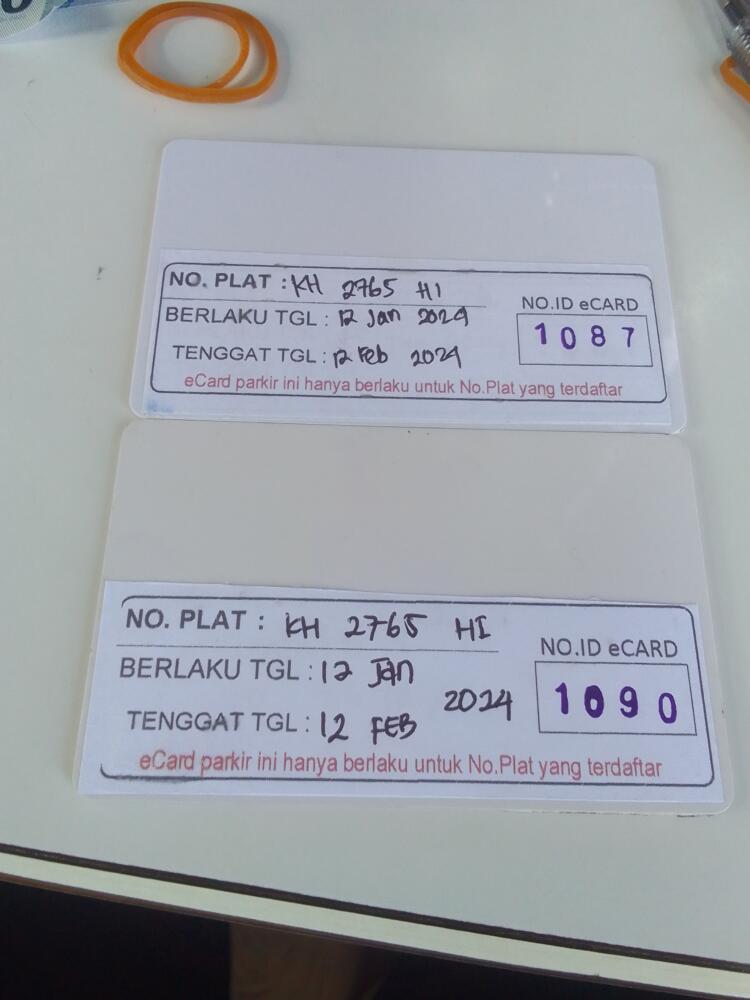 NO. PLAT : KH 2765 HI
BERLAKU TGL : 12 Jan 2024
TENGGAT TGL : 12 Feb 2024
NO.ID eCARD
1087
eCard parkir ini hanya berlaku untuk No.Plat yang terdaftar
NO. PLAT : KH 2765 HI
BERLAKU TGL : 12 Jan
TENGGAT TGL : 12 FEB
2024
NO.ID eCARD
1090
eCard parkir ini hanya berlaku untuk No.Plat yang terdaftar